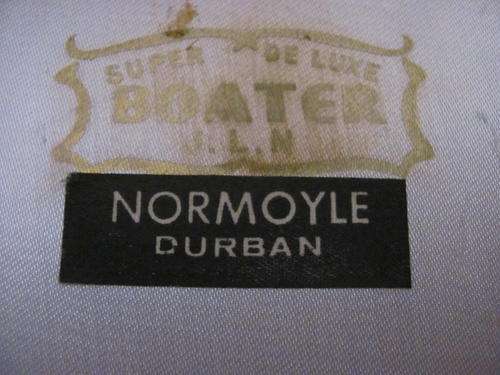 SUPER DE LUXE
BOATER
J.L.N
NORMOYLE
DURBAN